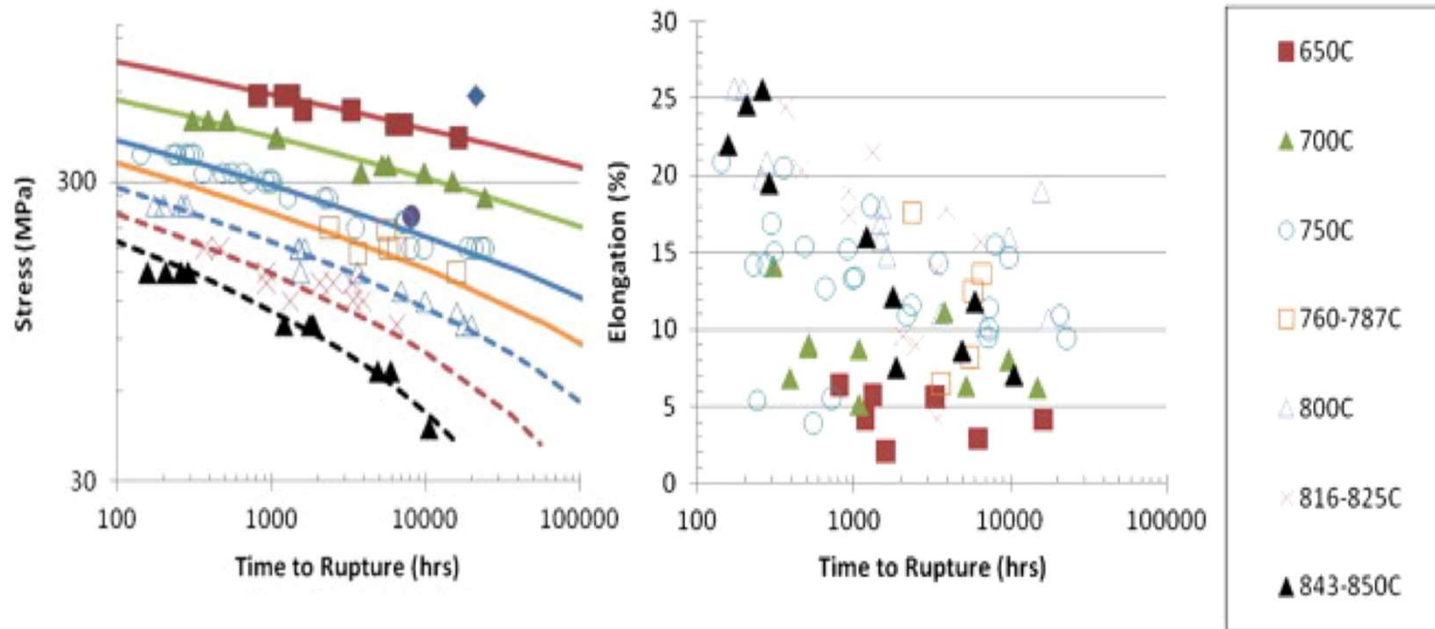 300
30
Stress (MPa)
100 1000 10000 100000
Time to Rupture (hrs)
30
25
20
15
10
5
0
Elongation (%)
100 1000 10000 100000
Time to Rupture (hrs)
650C
700C
750C
760-787C
800C
816-825C
843-850C